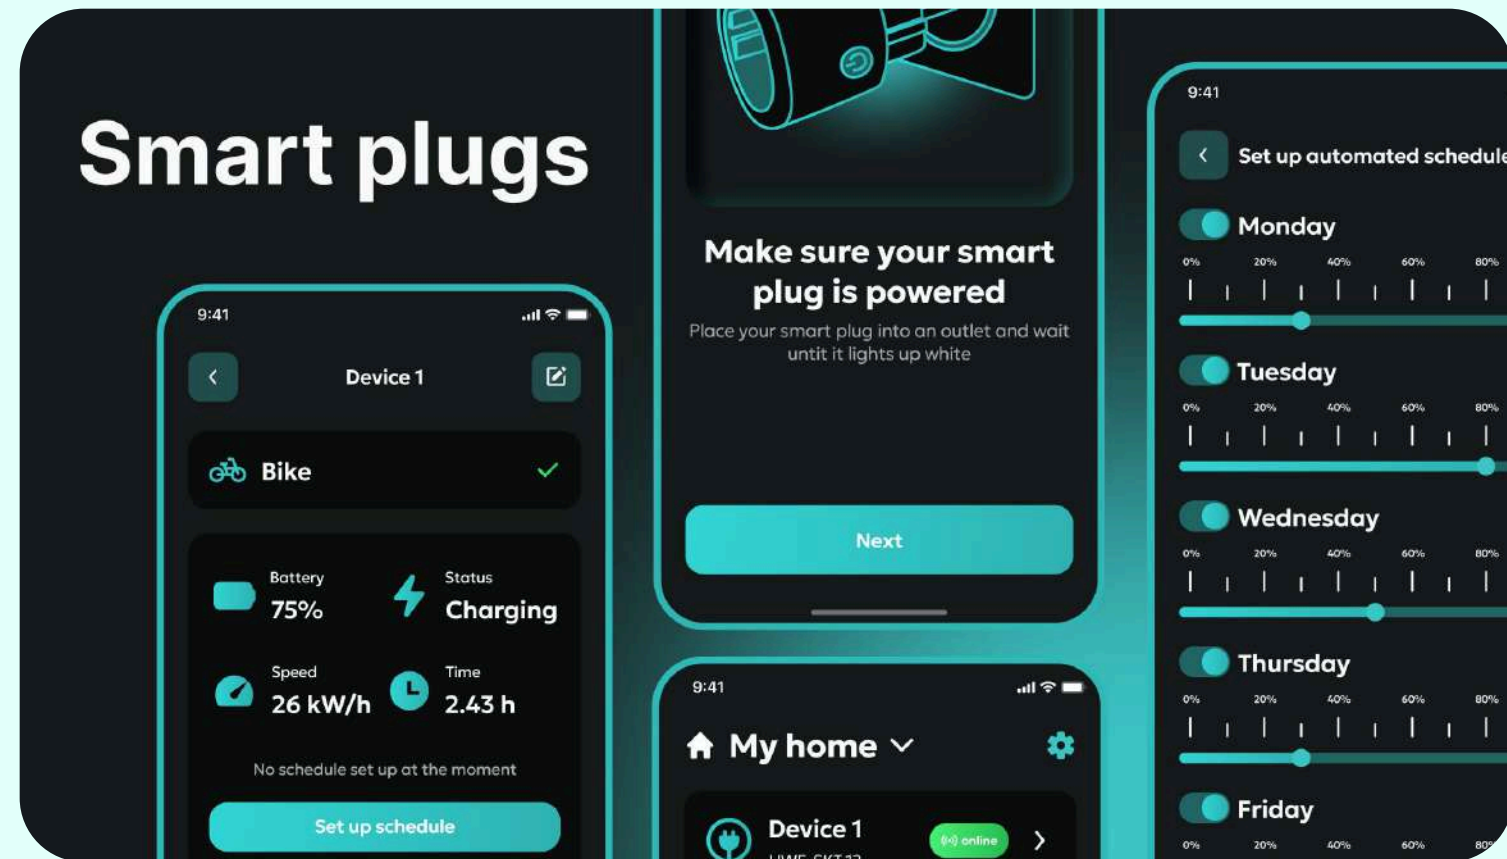 Smart plugs
9:41
Device 1
Bike
Battery
75%
Status
Charging
Speed
26 kW/h
Time
2.43 h
No schedule set up at the moment
Set up schedule
Make sure your smart
plug is powered
Place your smart plug into an outlet and wait
untit it lights up white
Next
9:41
My home
Device 1
online
9:41
Set up automated schedule
Monday
0% 20% 40% 60% 80%
Tuesday
0% 20% 40% 60% 80%
Wednesday
0% 20% 40% 60% 80%
Thursday
0% 20% 40% 60% 80%
Friday
0% 20% 40% 60% 80%